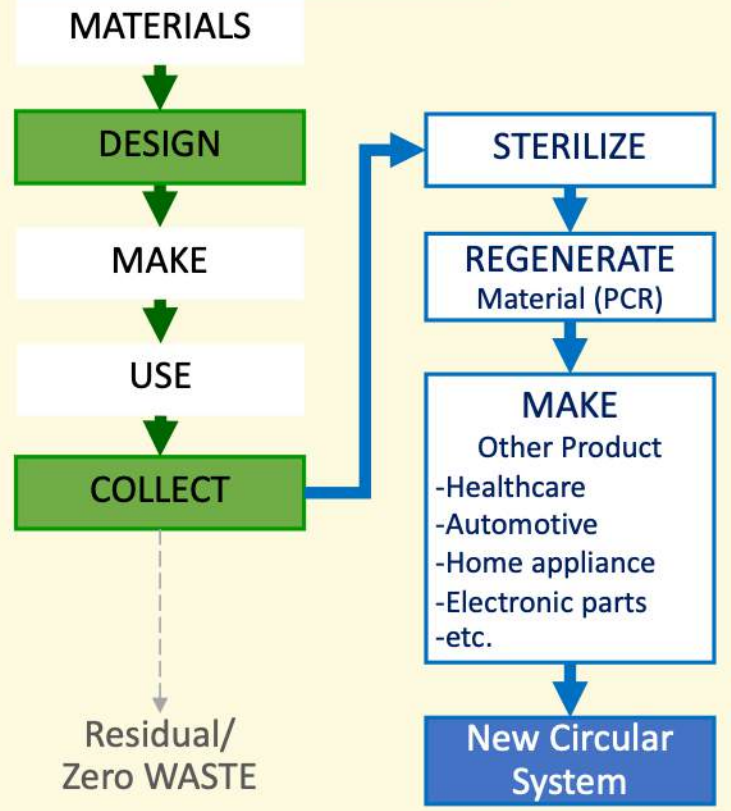 MATERIALS
DESIGN
MAKE
USE
COLLECT
Residual/
Zero WASTE
STERILIZE
REGENERATE
Material (PCR)
MAKE
Other Product
-Healthcare
-Automotive
-Home appliance
-Electronic parts
-etc.
New Circular
System